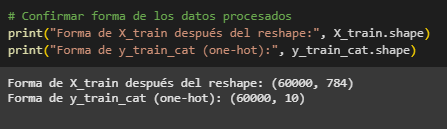 # Confirmar forma de los datos procesados
print("Forma de X_train después del reshape:", X_train.shape)
print("Forma de y_train_cat (one-hot):", y_train_cat.shape)
Forma de X_train después del reshape: (60000, 784)
Forma de y_train_cat (one-hot): (60000, 10)